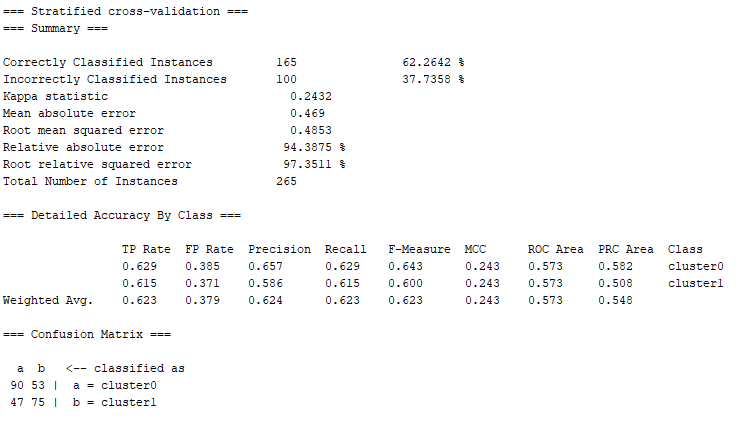 === Stratified cross-validation ===
=== Summary ===
Correctly Classified Instances         165               62.2642 %
Incorrectly Classified Instances       100               37.7358 %
Kappa statistic                          0.2432
Mean absolute error                      0.469
Root mean squared error                  0.4853
Relative absolute error                 94.3875 %
Root relative squared error             97.3511 %
Total Number of Instances              265
=== Detailed Accuracy By Class ===
                 TP Rate  FP Rate  Precision  Recall   F-Measure  MCC      ROC Area  PRC Area  Class
                 0.629    0.385    0.657      0.629    0.643      0.243    0.573     0.582     cluster0
                 0.615    0.371    0.586      0.615    0.600      0.243    0.573     0.508     cluster1
Weighted Avg.    0.623    0.379    0.624      0.623    0.623      0.243    0.573     0.548
=== Confusion Matrix ===
  a  b   <-- classified as
 90 53 |  a = cluster0
 47 75 |  b = cluster1